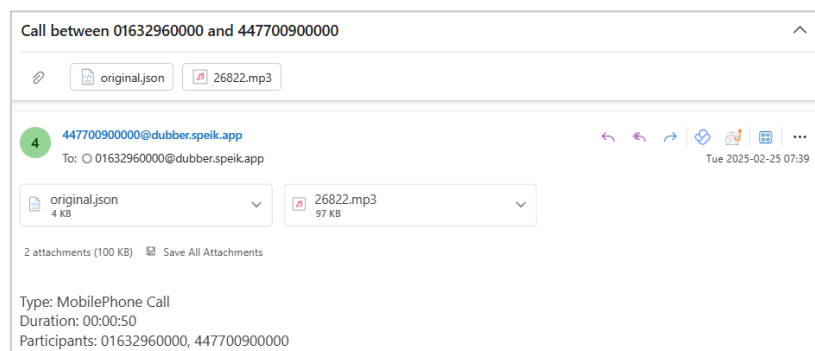 Call between 01632960000 and 447700900000
original.json 26822.mp3
4 447700900000@dubber.speik.app
To: 01632960000@dubber.speik.app
Tue 2025-02-25 07:39
original.json
4 KB
26822.mp3
97 KB
2 attachments (100 KB) Save All Attachments
Type: MobilePhone Call
Duration: 00:00:50
Participants: 01632960000, 447700900000